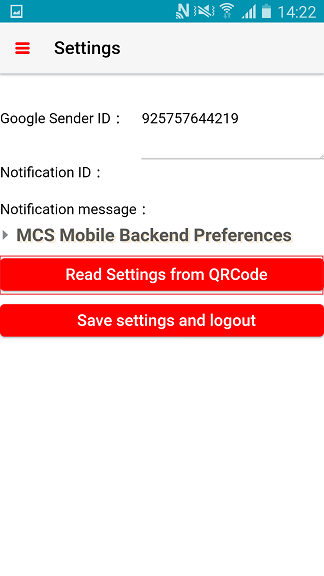 14:22
Settings
Google Sender ID : 925757644219
Notification ID :
Notification message :
MCS Mobile Backend Preferences
Read Settings from QRCode
Save settings and logout